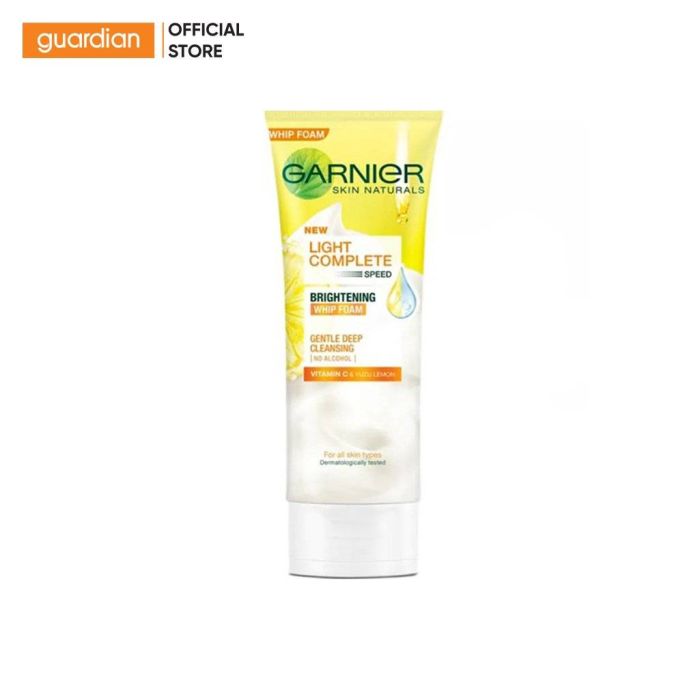 guardian
OFFICIAL
STORE
WHIP FOAM
GARNIER
SKIN NATURALS
NEW
LIGHT
COMPLETE
SPEED
BRIGHTENING
WHIP FOAM
GENTLE DEEP
CLEANSING
[NO ALCOHOL]
VITAMIN C & YUZU LEMON
For all skin types
Dermatologically tested